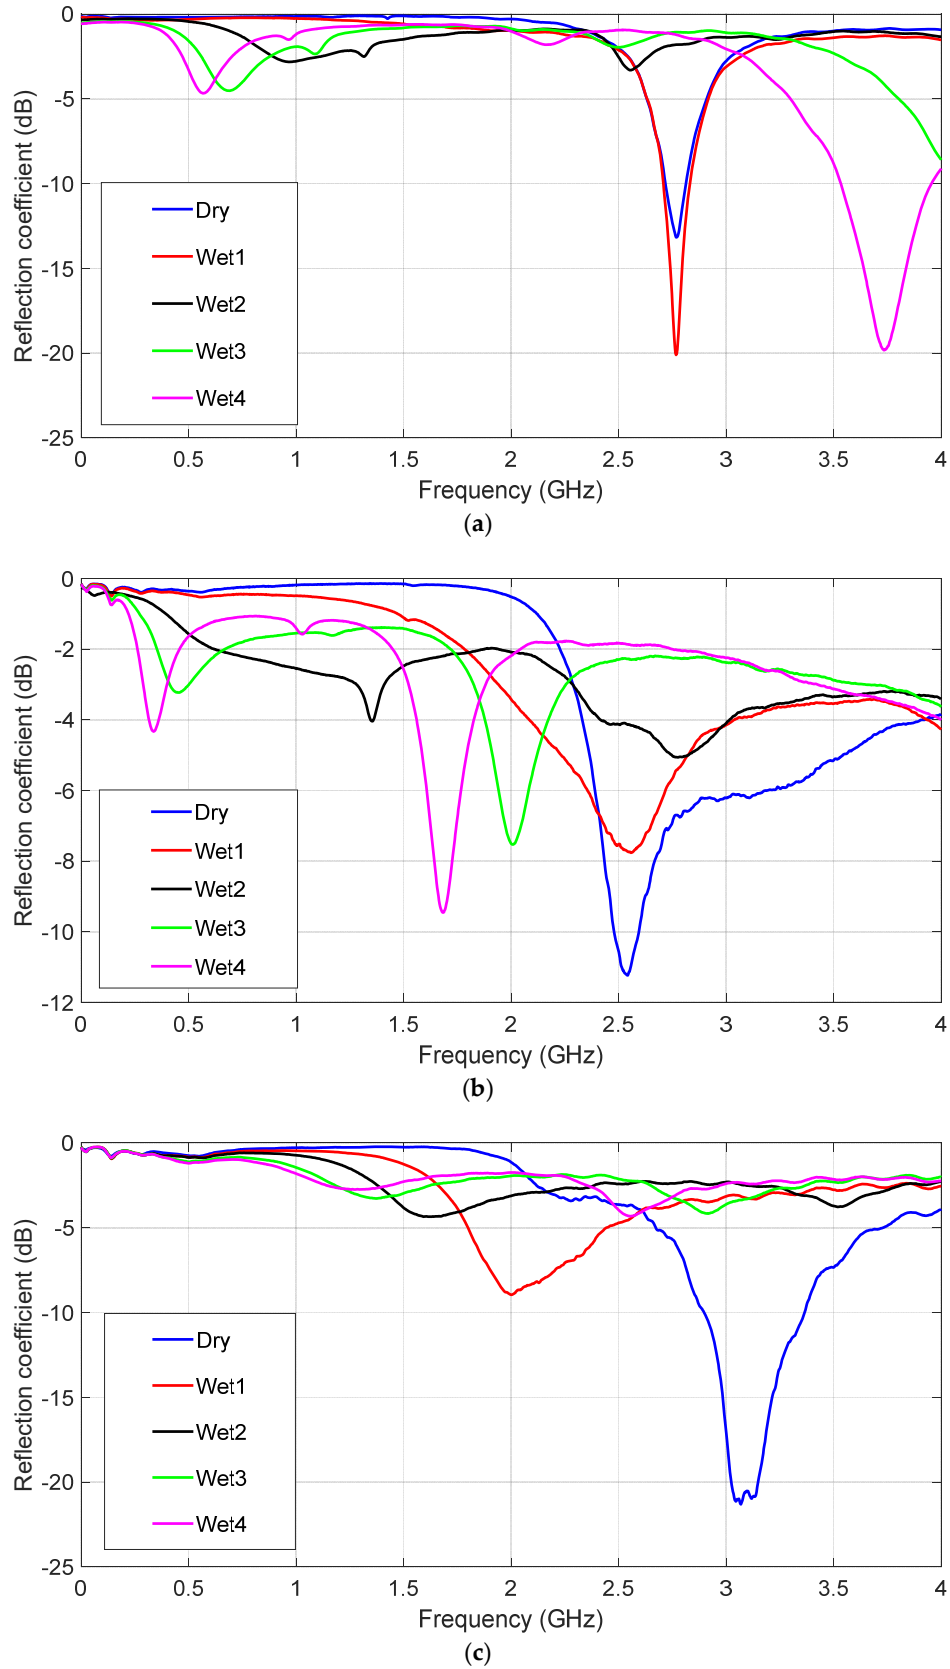 0
-5
-10
-15
-20
-25
Reflection coefficient (dB)
Dry
Wet1
Wet2
Wet3
Wet4
0 0.5 1 1.5 2 2.5 3 3.5 4
Frequency (GHz)
(a)
0
-2
-4
-6
-8
-10
-12
Reflection coefficient (dB)
Dry
Wet1
Wet2
Wet3
Wet4
0 0.5 1 1.5 2 2.5 3 3.5 4
Frequency (GHz)
(b)
0
-5
-10
-15
-20
-25
Reflection coefficient (dB)
Dry
Wet1
Wet2
Wet3
Wet4
0 0.5 1 1.5 2 2.5 3 3.5 4
Frequency (GHz)
(c)